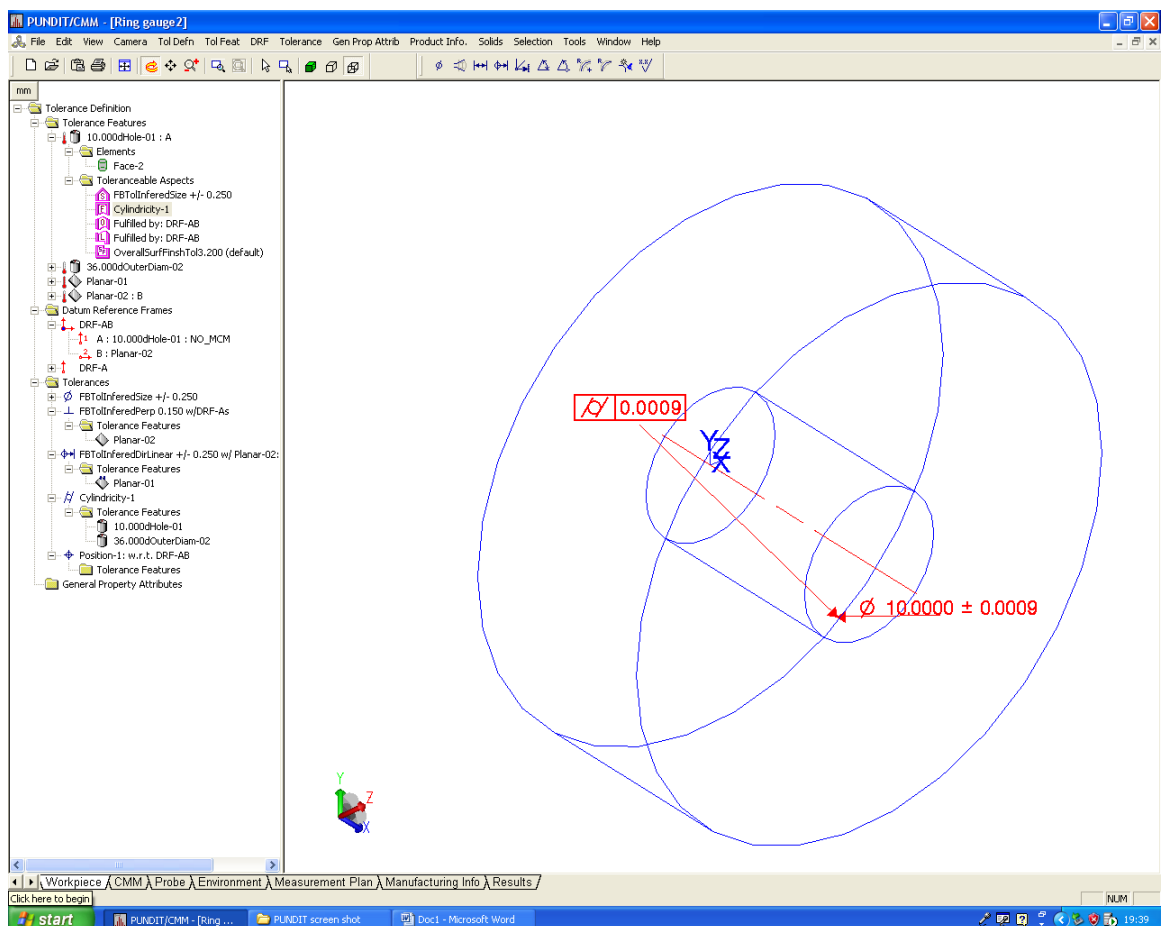 PUNDIT/CMM - [Ring gauge2]
File Edit View Camera Tol Defn Tol Feat DRF Tolerance Gen Prop Attrib Product Info. Solids Selection Tools Window Help
mm
Tolerance Definition
Tolerance Features
10.000dHole-01 : A
Elements
Face-2
Toleranceable Aspects
FBTolInferedSize +/- 0.250
Cylindricity-1
Fulfilled by: DRF-AB
Fulfilled by: DRF-AB
OverallSurfFinshTol3.200 (default)
36.000dOuterDiam-02
Planar-01
Planar-02 : B
Datum Reference Frames
DRF-AB
A : 10.000dHole-01 : NO_MCM
B : Planar-02
DRF-A
Tolerances
FBTolInferedSize +/- 0.250
FBTolInferedPerp 0.150 w/DRF-As
Tolerance Features
Planar-02
FBTolInferedDirLinear +/- 0.250 w/ Planar-02:
Tolerance Features
Planar-01
Cylindricity-1
Tolerance Features
10.000dHole-01
36.000dOuterDiam-02
Position-1: w.r.t. DRF-AB
Tolerance Features
General Property Attributes
0.0009
Y
Z
X
Ø 10.0000 ± 0.0009
Y
Z
X
Workpiece CMM Probe Environment Measurement Plan Manufacturing Info Results
Click here to begin
NUM
start PUNDIT/CMM - [Ring ... PUNDIT screen shot Doc1 - Microsoft Word 19:39